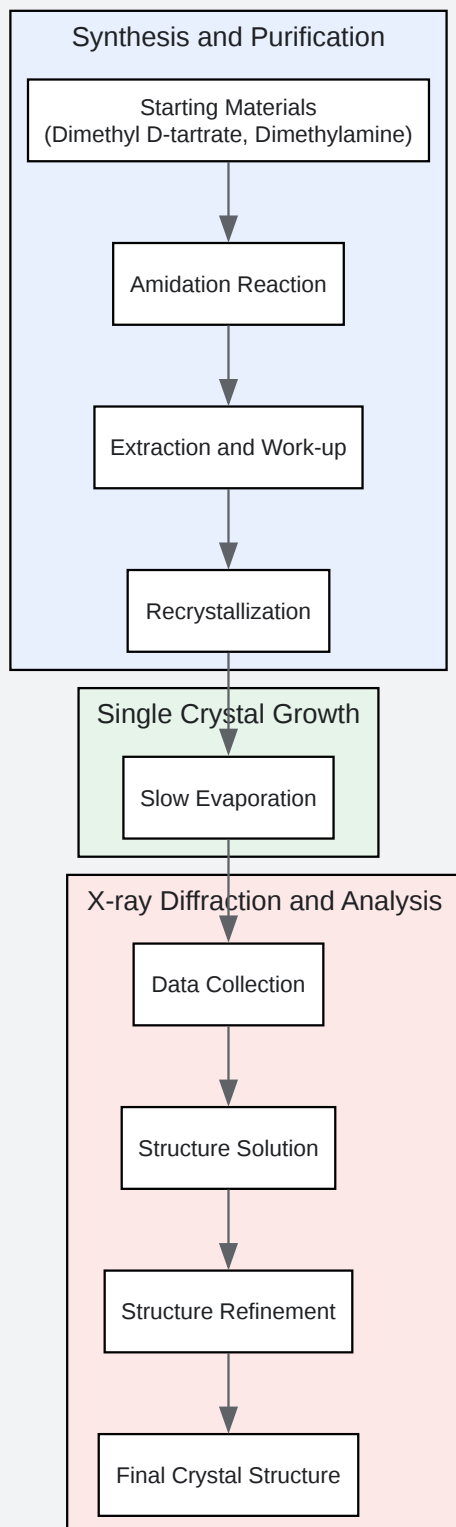 Synthesis and Purification
Starting Materials
(Dimethyl D-tartrate, Dimethylamine)
Amidation Reaction
Extraction and Work-up
Recrystallization
Single Crystal Growth
Slow Evaporation
X-ray Diffraction and Analysis
Data Collection
Structure Solution
Structure Refinement
Final Crystal Structure